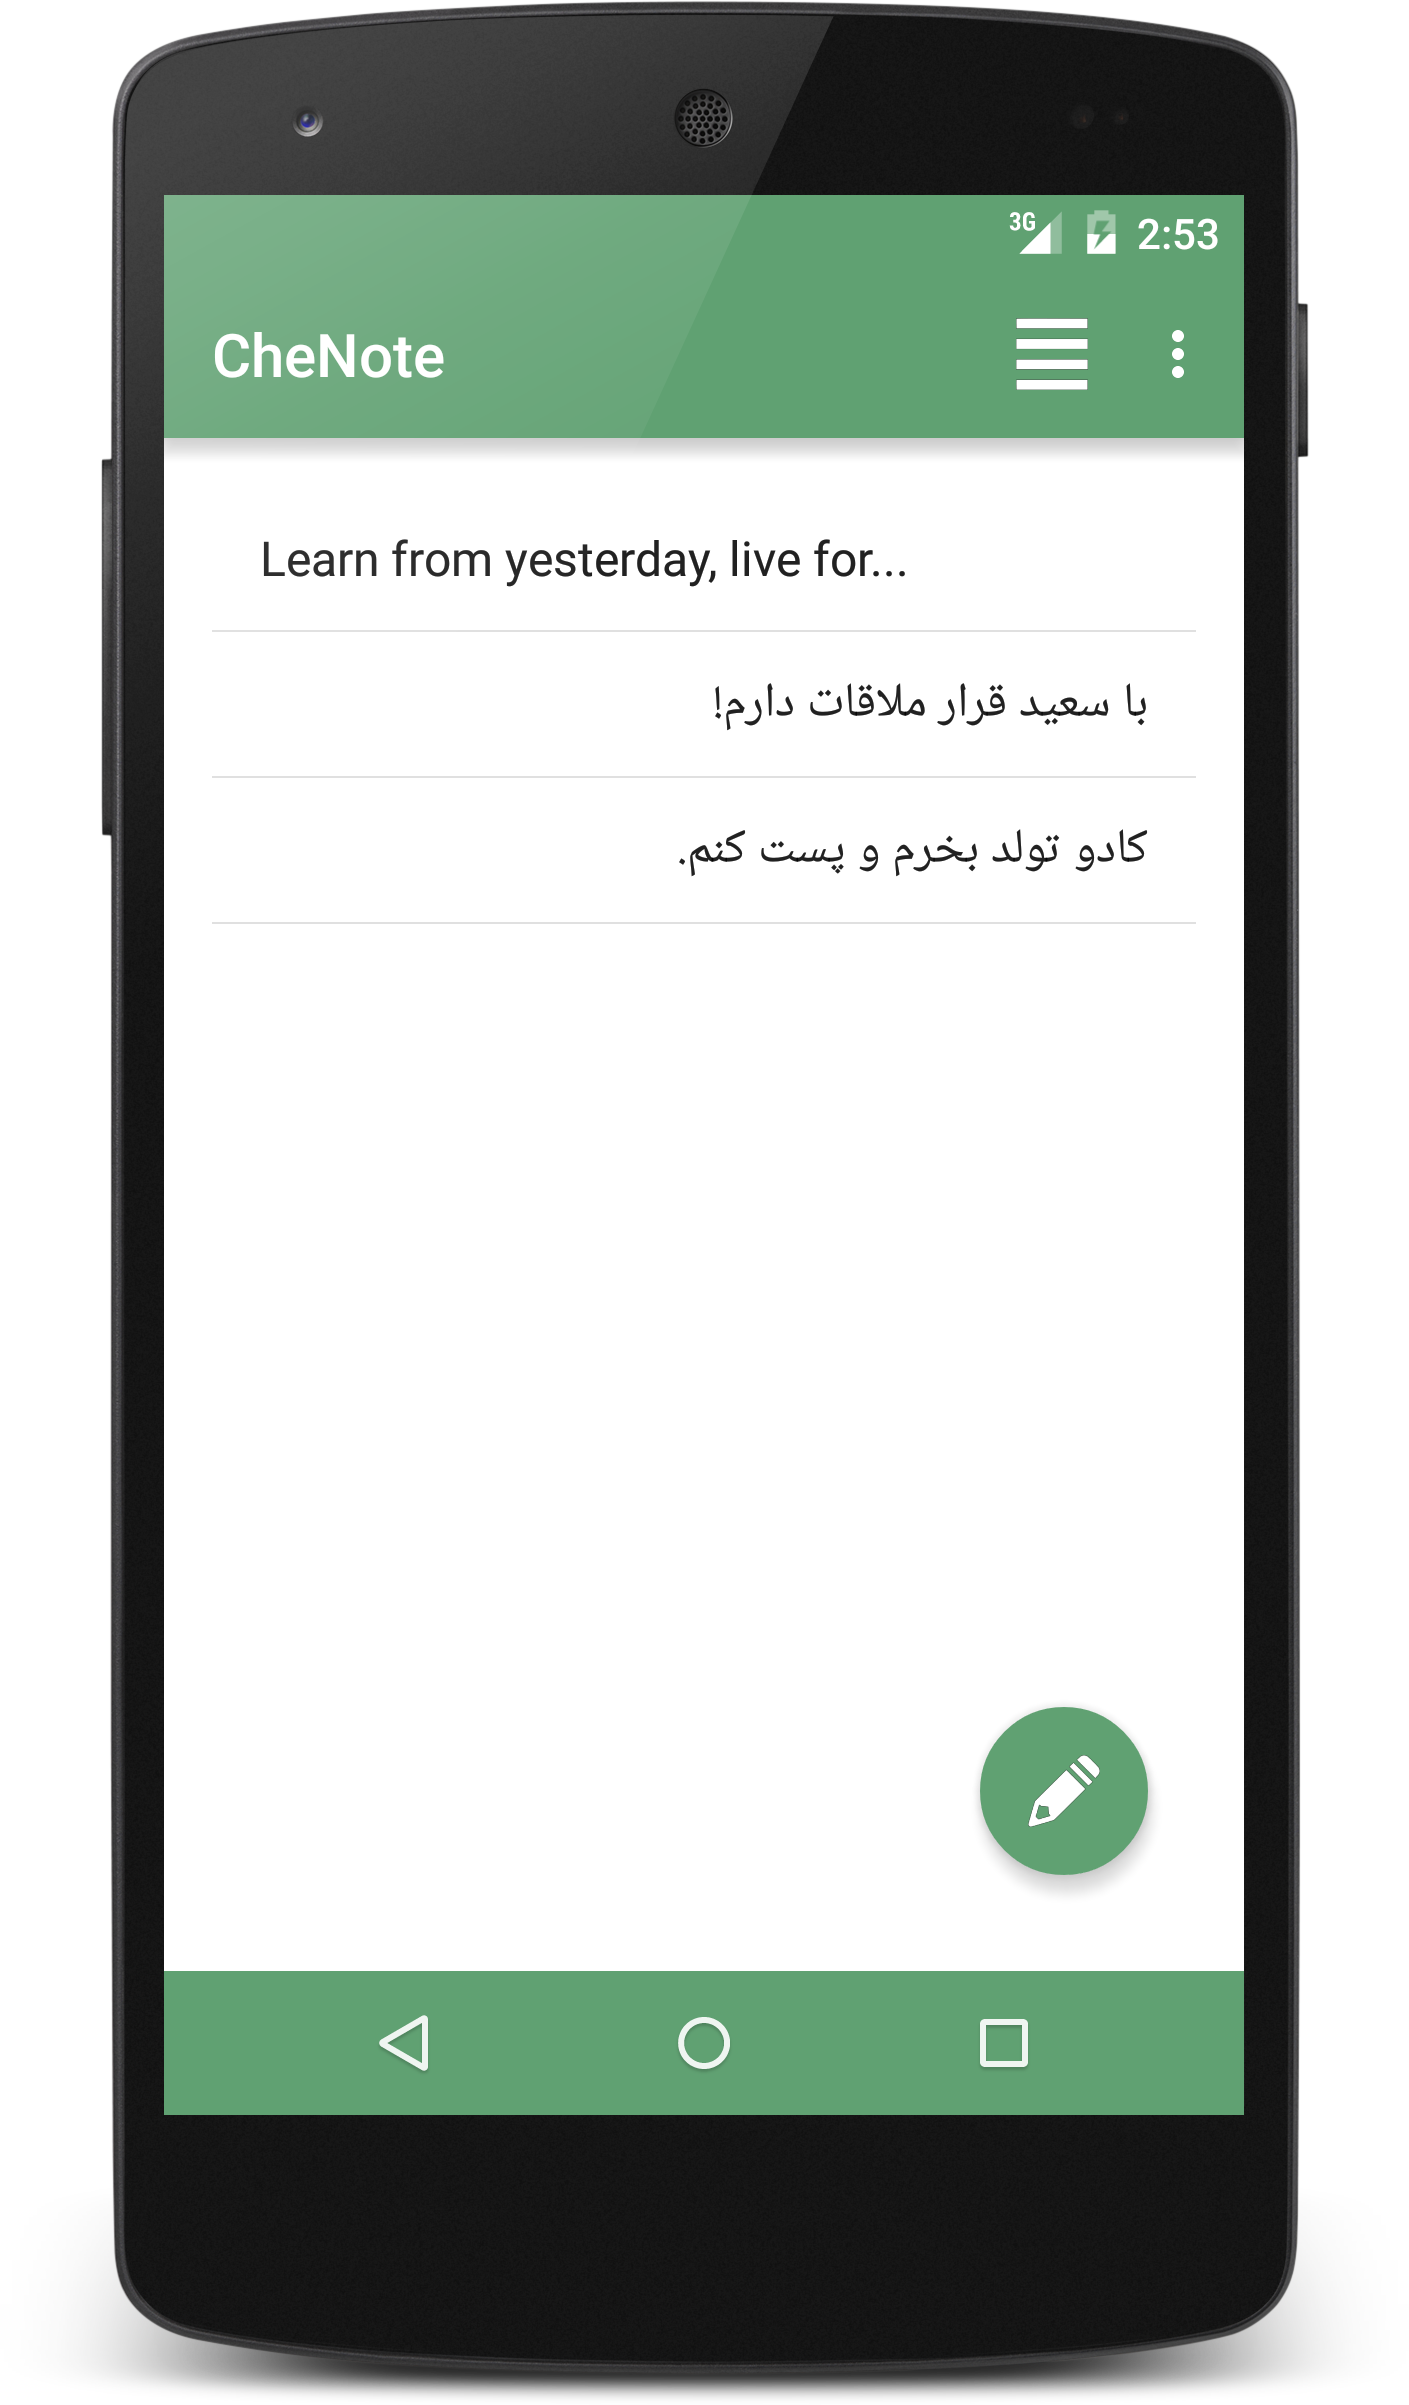 3G 2:53
CheNote
Learn from yesterday, live for...
با سعید قرار ملاقات دارم!
کادو تولد بخرم و پست کنم.